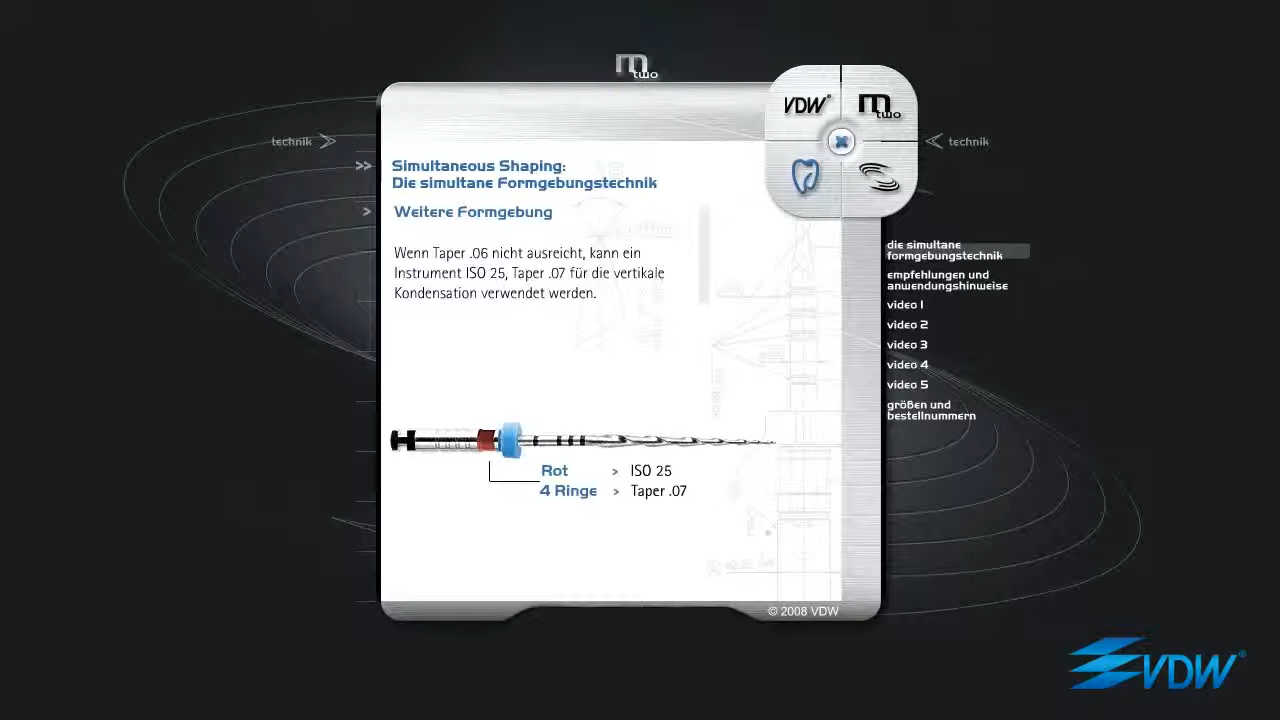 m
two
VDW®
m
two
technik
technik
Simultaneous Shaping:
Die simultane Formgebungstechnik
Weitere Formgebung
Wenn Taper .06 nicht ausreicht, kann ein
Instrument ISO 25, Taper .07 für die vertikale
Kondensation verwendet werden.
Rot > ISO 25
4 Ringe > Taper .07
die simultane
formgebungstechnik
empfehlungen und
anwendungshinweise
video 1
video 2
video 3
video 4
video 5
größen und
bestellnummern
© 2008 VDW
VDW®